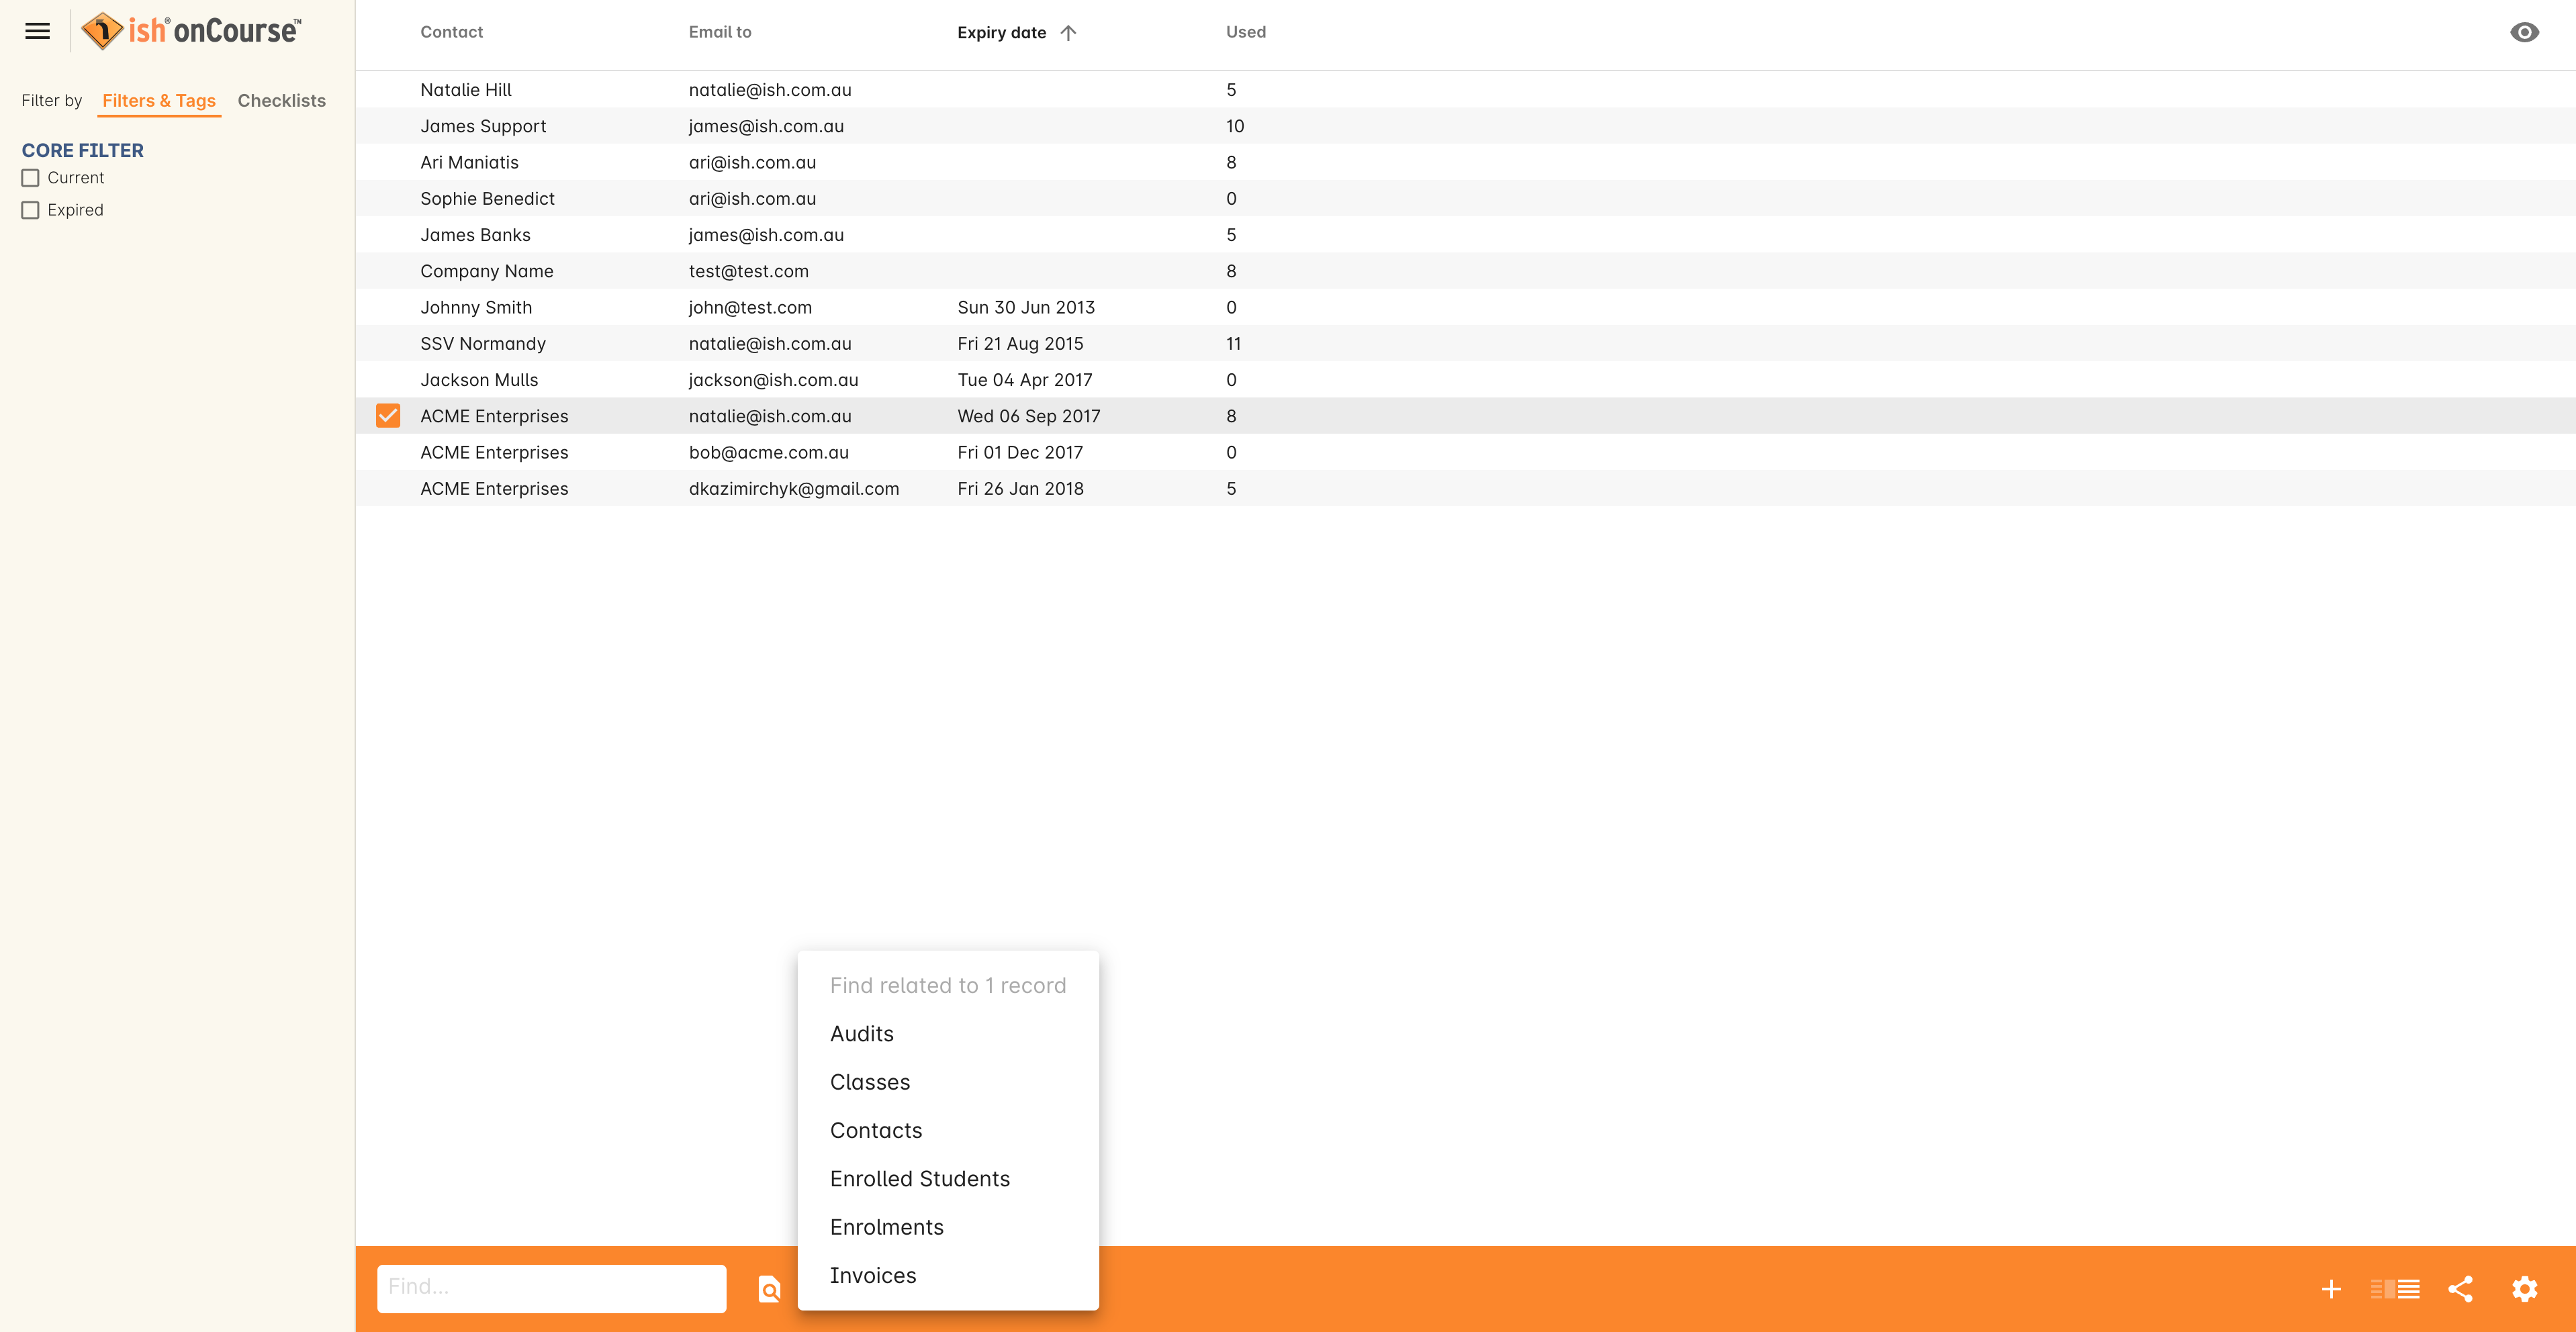 ish® onCourse™
Filter by Filters & Tags Checklists
CORE FILTER
Current
Expired
Contact Email to Expiry date Used
Natalie Hill natalie@ish.com.au 5
James Support james@ish.com.au 10
Ari Maniatis ari@ish.com.au 8
Sophie Benedict ari@ish.com.au 0
James Banks james@ish.com.au 5
Company Name test@test.com 8
Johnny Smith john@test.com Sun 30 Jun 2013 0
SSV Normandy natalie@ish.com.au Fri 21 Aug 2015 11
Jackson Mulls jackson@ish.com.au Tue 04 Apr 2017 0
ACME Enterprises natalie@ish.com.au Wed 06 Sep 2017 8
ACME Enterprises bob@acme.com.au Fri 01 Dec 2017 0
ACME Enterprises dkazimirchyk@gmail.com Fri 26 Jan 2018 5
Find related to 1 record
Audits
Classes
Contacts
Enrolled Students
Enrolments
Invoices
Find...